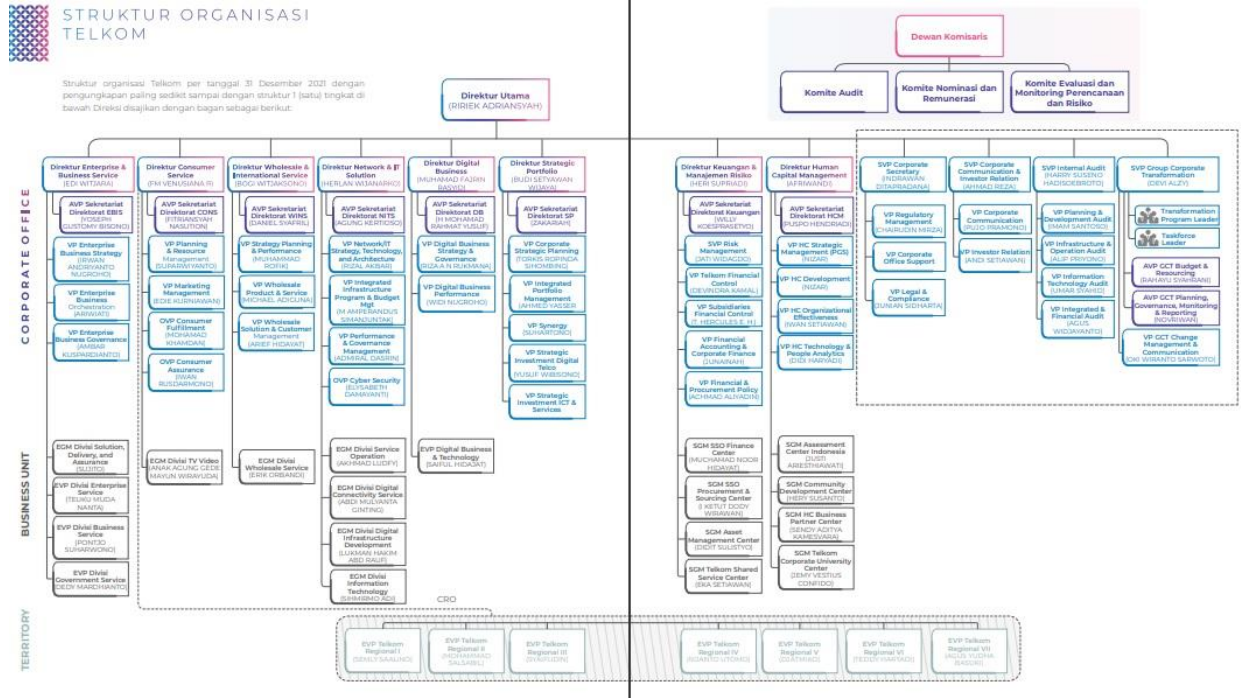 STRUKTUR ORGANISASI
TELKOM
Struktur organisasi Telkom per tanggal 31 Desember 2021 dengan
pengungkapan paling sedikit sampai dengan struktur 1 (satu) tingkat di
bawah Direksi disajikan dengan bagan sebagai berikut:
Dewan Komisaris
Komite Audit
Komite Nominasi dan
Remunerasi
Komite Evaluasi dan
Monitoring Perencanaan
dan Risiko
Direktur Utama
(RIRIEK ADRIANSYAH)
CORPORATE OFFICE
Direktur Enterprise &
Business Service
(EDI WITJARA)
AVP Sekretariat
Direktorat EBIS
(YOSEPH
GUSTOMY BISONO)
VP Enterprise
Business Strategy
(IRWAN
ANDRIYANTO
NUGROHO)
VP Enterprise
Business
Orchestration
(ARIWIATI)
VP Enterprise
Business Governance
(AMBAR
KUSPARDIANTO)
Direktur Consumer
Service
(FM VENUSIANA R)
AVP Sekretariat
Direktorat CONS
(FITRIANSYAH
NASUTION)
VP Planning
& Resource
Management
(SUPARWIYANTO)
VP Marketing
Management
(EDIE KURNIAWAN)
OVP Consumer
Fulfillment
(MOHAMAD
KHAMDAN)
OVP Consumer
Assurance
(IWAN
RUSDARMONO)
Direktur Wholesale &
International Service
(BOGI WITJAKSONO)
AVP Sekretariat
Direktorat WINS
(DANIEL SYAFRIL)
VP Strategy Planning
& Performance
(MUHAMMAD
ROFIK)
VP Wholesale
Product & Service
(MICHAEL ADIGUNA)
VP Wholesale
Solution & Customer
Management
(ARIEF HIDAYAT)
Direktur Network & IT
Solution
(HERLAN WIJANARKO)
AVP Sekretariat
Direktorat NITS
(AGUNG KERTIOSO)
VP Network/IT
Strategy, Technology,
and Architecture
(RIZAL AKBAR)
VP Integrated
Infrastructure
Program & Budget
Mgt
(M AMPERANDUS
SIMANJUNTAK)
VP Performance
& Governance
Management
(ADMIRAL DASRIN)
OVP Cyber Security
(ELYSABETH
DAMAYANTI)
Direktur Digital
Business
(MUHAMAD FAJRIN
RASYID)
AVP Sekretariat
Direktorat DB
(H MOHAMAD
RAHMAT YUSUF)
VP Digital Business
Strategy &
Governance
(RIZA A N RUKMANA)
VP Digital Business
Performance
(WIDI NUGROHO)
Direktur Strategic
Portfolio
(BUDI SETYAWAN
WIJAYA)
AVP Sekretariat
Direktorat SP
(ZAKARIAH)
VP Corporate
Strategic Planning
(TORKIS ROPINDA
SIHOMBING)
VP Integrated
Portfolio
Management
(AHMED YASSER
VP Synergy
(SUHARTONO)
VP Strategic
Investment Digital
Telco
(YUSUF WIBISONO)
VP Strategic
Investment ICT &
Services
Direktur Keuangan &
Manajemen Risiko
(HERI SUPRIADI)
AVP Sekretariat
Direktorat Keuangan
(WILLY
KOESPRASETYO)
SVP Risk
Management
(JATI WIDAGDO)
VP Telkom Financial
Control
(DEVINDRA KAMAL)
VP Subsidiaries
Financial Control
(T. HERCULES E. H.)
VP Financial
Accounting &
Corporate Finance
(JUNAINAH)
VP Financial &
Procurement Policy
(ACHMAD ALIYADIN)
Direktur Human
Capital Management
(AFRIWANDI)
AVP Sekretariat
Direktorat HCM
(PUSPO HENDRIADI)
VP HC Strategic
Management (PGS)
(NIZAR)
VP HC Development
(NIZAR)
VP HC Organizational
Effectiveness
(IWAN SETIAWAN)
VP HC Technology &
People Analytics
(DIDI HARYADI)
SVP Corporate
Secretary
(INDRAWAN
DITAPRADANA)
VP Regulatory
Management
(CHAIRUDIN MIRZA)
VP Corporate
Office Support
VP Legal &
Compliance
(JUNIAN SIDHARTA)
SVP Corporate
Communication &
Investor Relation
(AHMAD REZA)
VP Corporate
Communication
(PUJO PRAMONO)
VP Investor Relation
(ANDI SETIAWAN)
SVP Internal Audit
(HARRY SUSENO
HADISOEBROTO)
VP Planning &
Development Audit
(IMAM SANTOSO)
VP Infrastructure &
Operation Audit
(ALIP PRIYONO)
VP Information
Technology Audit
(UMAR SYAHID)
VP Integrated &
Financial Audit
(AGUS
WIDJAYANTO)
SVP Group Corporate
Transformation
(DEVI ALZY)
Transformation
Program Leader
Taskforce
Leader
AVP GCT Budget &
Resourcing
(RAHAYU SYAHRANI)
AVP GCT Planning,
Governance, Monitoring
& Reporting
(NOVRIWAN)
VP GCT Change
Management &
Communication
(OKI WIRANTO SARWOTO)
BUSINESS UNIT
EGM Divisi Solution,
Delivery, and
Assurance
(SUJITO)
EVP Divisi Enterprise
Service
(TEUKU MUDA
NANTA)
EVP Divisi Business
Service
(PONTJO
SUHARWONO)
EVP Divisi
Government Service
(DEDY MARDHIANTO)
EGM Divisi TV Video
(ANAK AGUNG GEDE
MAYUN WIRAYUDA)
EGM Divisi
Wholesale Service
(ERIK ORBANDI)
EGM Divisi Service
Operation
(AKHMAD LUDFY)
EGM Divisi Digital
Connectivity Service
(ABDI MULYANTA
GINTING)
EGM Divisi Digital
Infrastructure
Development
(LUKMAN HAKIM
ABD RAUF)
EGM Divisi
Information
Technology
(SIHMIRMO ADI)
EVP Digital Business
& Technology
(SAIFUL HIDAJAT)
SGM SSO Finance
Center
(MUCHAMAD NOOR
HIDAYAT)
SGM SSO
Procurement &
Sourcing Center
(I KETUT DODY
WIRAWAN)
SGM Asset
Management Center
(DIDIT SULISTYO)
SGM Telkom Shared
Service Center
(EKA SETIAWAN)
SGM Assessment
Center Indonesia
(JUSTI
ARIESTHIAWATI)
SGM Community
Development Center
(HERY SUSANTO)
SGM HC Business
Partner Center
(SENDY ADITYA
KAMESVARA)
SGM Telkom
Corporate University
Center
(JEMY VESTIUS
CONFIDO)
CRO
TERRITORY
EVP Telkom
Regional I
(SEMLY SAALINO)
EVP Telkom
Regional II
(MOHAMMAD
SALSABIL)
EVP Telkom
Regional III
(SYAIFUDIN)
EVP Telkom
Regional IV
EVP Telkom
Regional V
(DJATMIKO)
EVP Telkom
Regional VI
(TEDDY HARTADI)
EVP Telkom
Regional VII
(AGUS YUDHA
BASUKI)